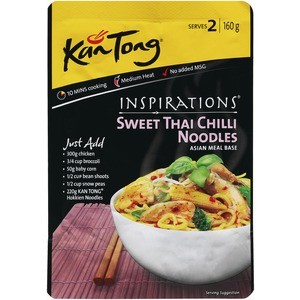 SERVES 2 | 160g
KanTong
10 MINS cooking
Medium Heat
No added MSG
INSPIRATIONS®
SWEET THAI CHILLI
NOODLES
ASIAN MEAL BASE
Just Add
300g chicken
3/4 cup broccoli
50g baby corn
1/2 cup bean shoots
1/2 cup snow peas
220g KAN TONG®
Hokkien Noodles
Serving Suggestion